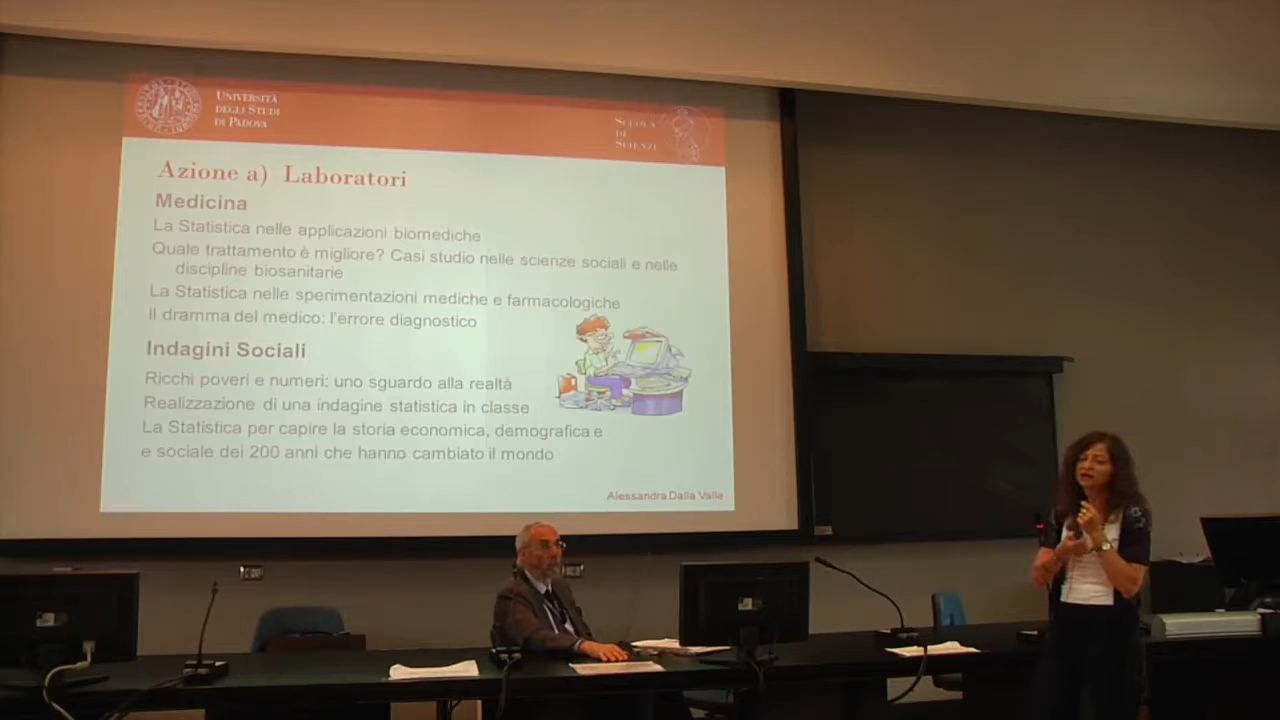 UNIVERSITÀ
DEGLI STUDI
DI PADOVA
SCUOLA
DI
SCIENZE
Azione a) Laboratori
Medicina
La Statistica nelle applicazioni biomediche
Quale trattamento è migliore? Casi studio nelle scienze sociali e nelle
discipline biosanitarie
La Statistica nelle sperimentazioni mediche e farmacologiche
Il dramma del medico: l'errore diagnostico
Indagini Sociali
Ricchi poveri e numeri: uno sguardo alla realtà
Realizzazione di una indagine statistica in classe
La Statistica per capire la storia economica, demografica e
e sociale dei 200 anni che hanno cambiato il mondo
Alessandra Dalla Valle